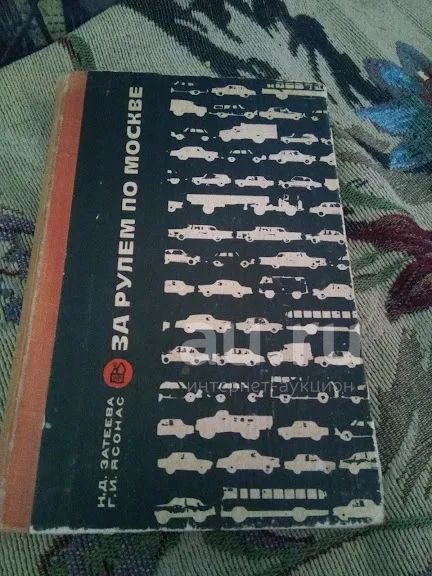 Н.Д. ЗАТЕЕВА
Г.И. ЯСОНАС
ЗА РУЛЕМ ПО МОСКВЕ
au.ru
интернет-аукцион